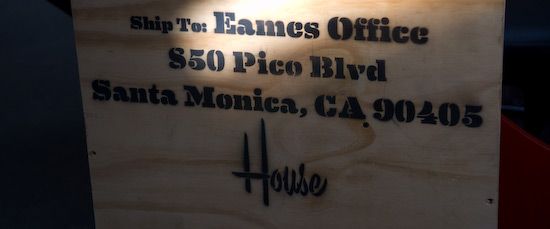 Ship To: Eames Office
850 Pico Blvd
Santa Monica, CA 90405
House